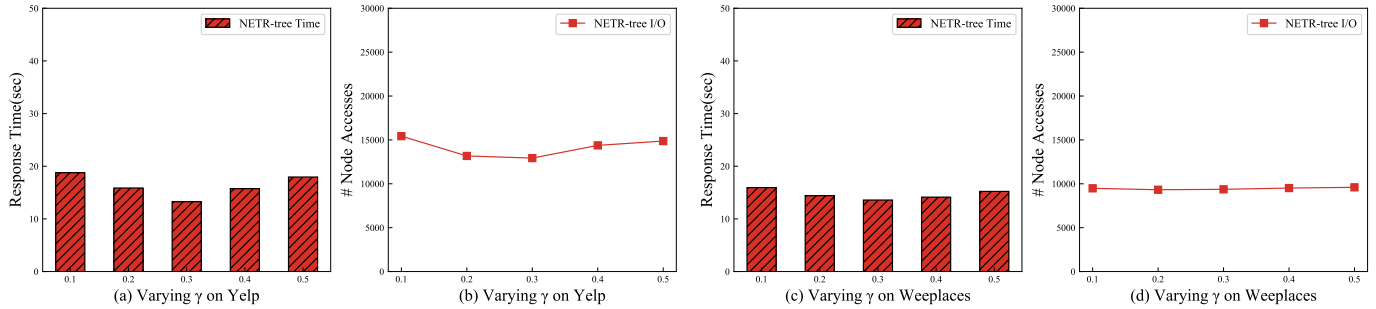 50
40
30
20
10
0
Response Time(sec)
NETR-tree Time
0.1 0.2 0.3 0.4 0.5
(a) Varying γ on Yelp
30000
25000
20000
15000
10000
5000
0
# Node Accesses
NETR-tree I/O
0.1 0.2 0.3 0.4 0.5
(b) Varying γ on Yelp
50
40
30
20
10
0
Response Time(sec)
NETR-tree Time
0.1 0.2 0.3 0.4 0.5
(c) Varying γ on Weeplaces
30000
25000
20000
15000
10000
5000
0
# Node Accesses
NETR-tree I/O
0.1 0.2 0.3 0.4 0.5
(d) Varying γ on Weeplaces